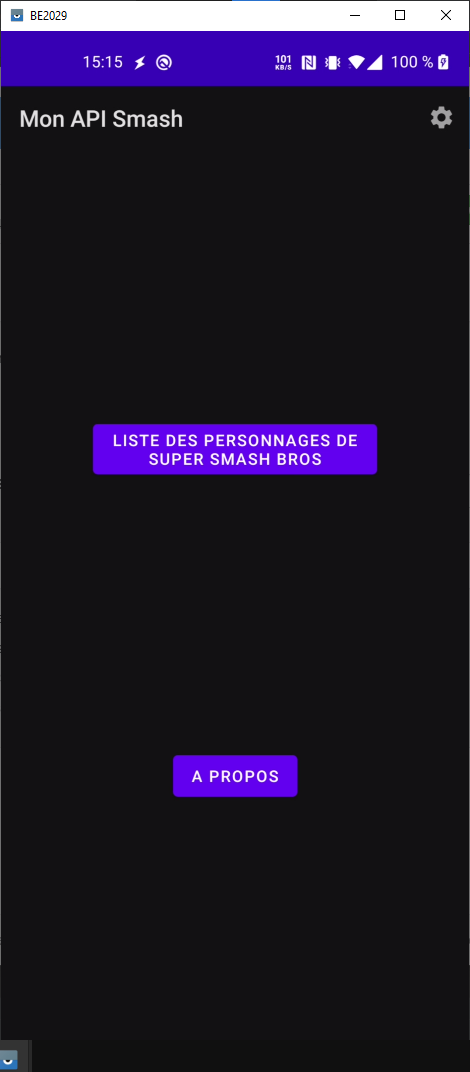 BE2029
15:15 101 KB/S 100 %
Mon API Smash
LISTE DES PERSONNAGES DE
SUPER SMASH BROS
A PROPOS